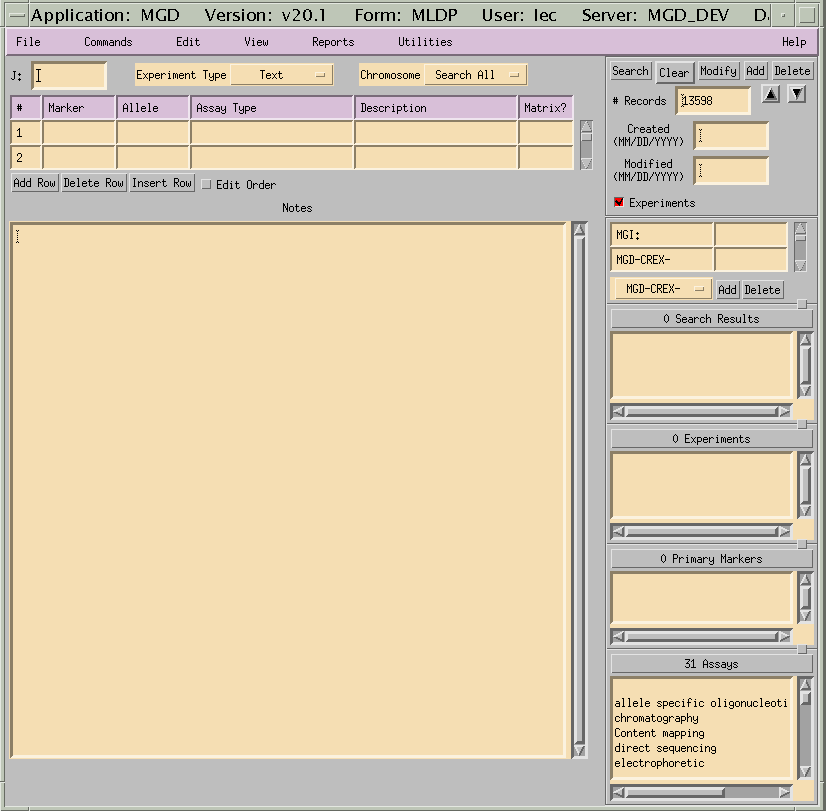 Application: MGD Version: v20.1 Form: MLDP User: lec Server: MGD_DEV
File Commands Edit View Reports Utilities Help
J: Experiment Type Text Chromosome Search All
# Marker Allele Assay Type Description Matrix?
1
2
Add Row Delete Row Insert Row Edit Order
Notes
Search Clear Modify Add Delete
# Records 13598
Created
(MM/DD/YYYY)
Modified
(MM/DD/YYYY)
Experiments
MGI:
MGD-CREX-
MGD-CREX- Add Delete
0 Search Results
0 Experiments
0 Primary Markers
31 Assays
allele specific oligonucleoti
chromatography
Content mapping
direct sequencing
electrophoretic